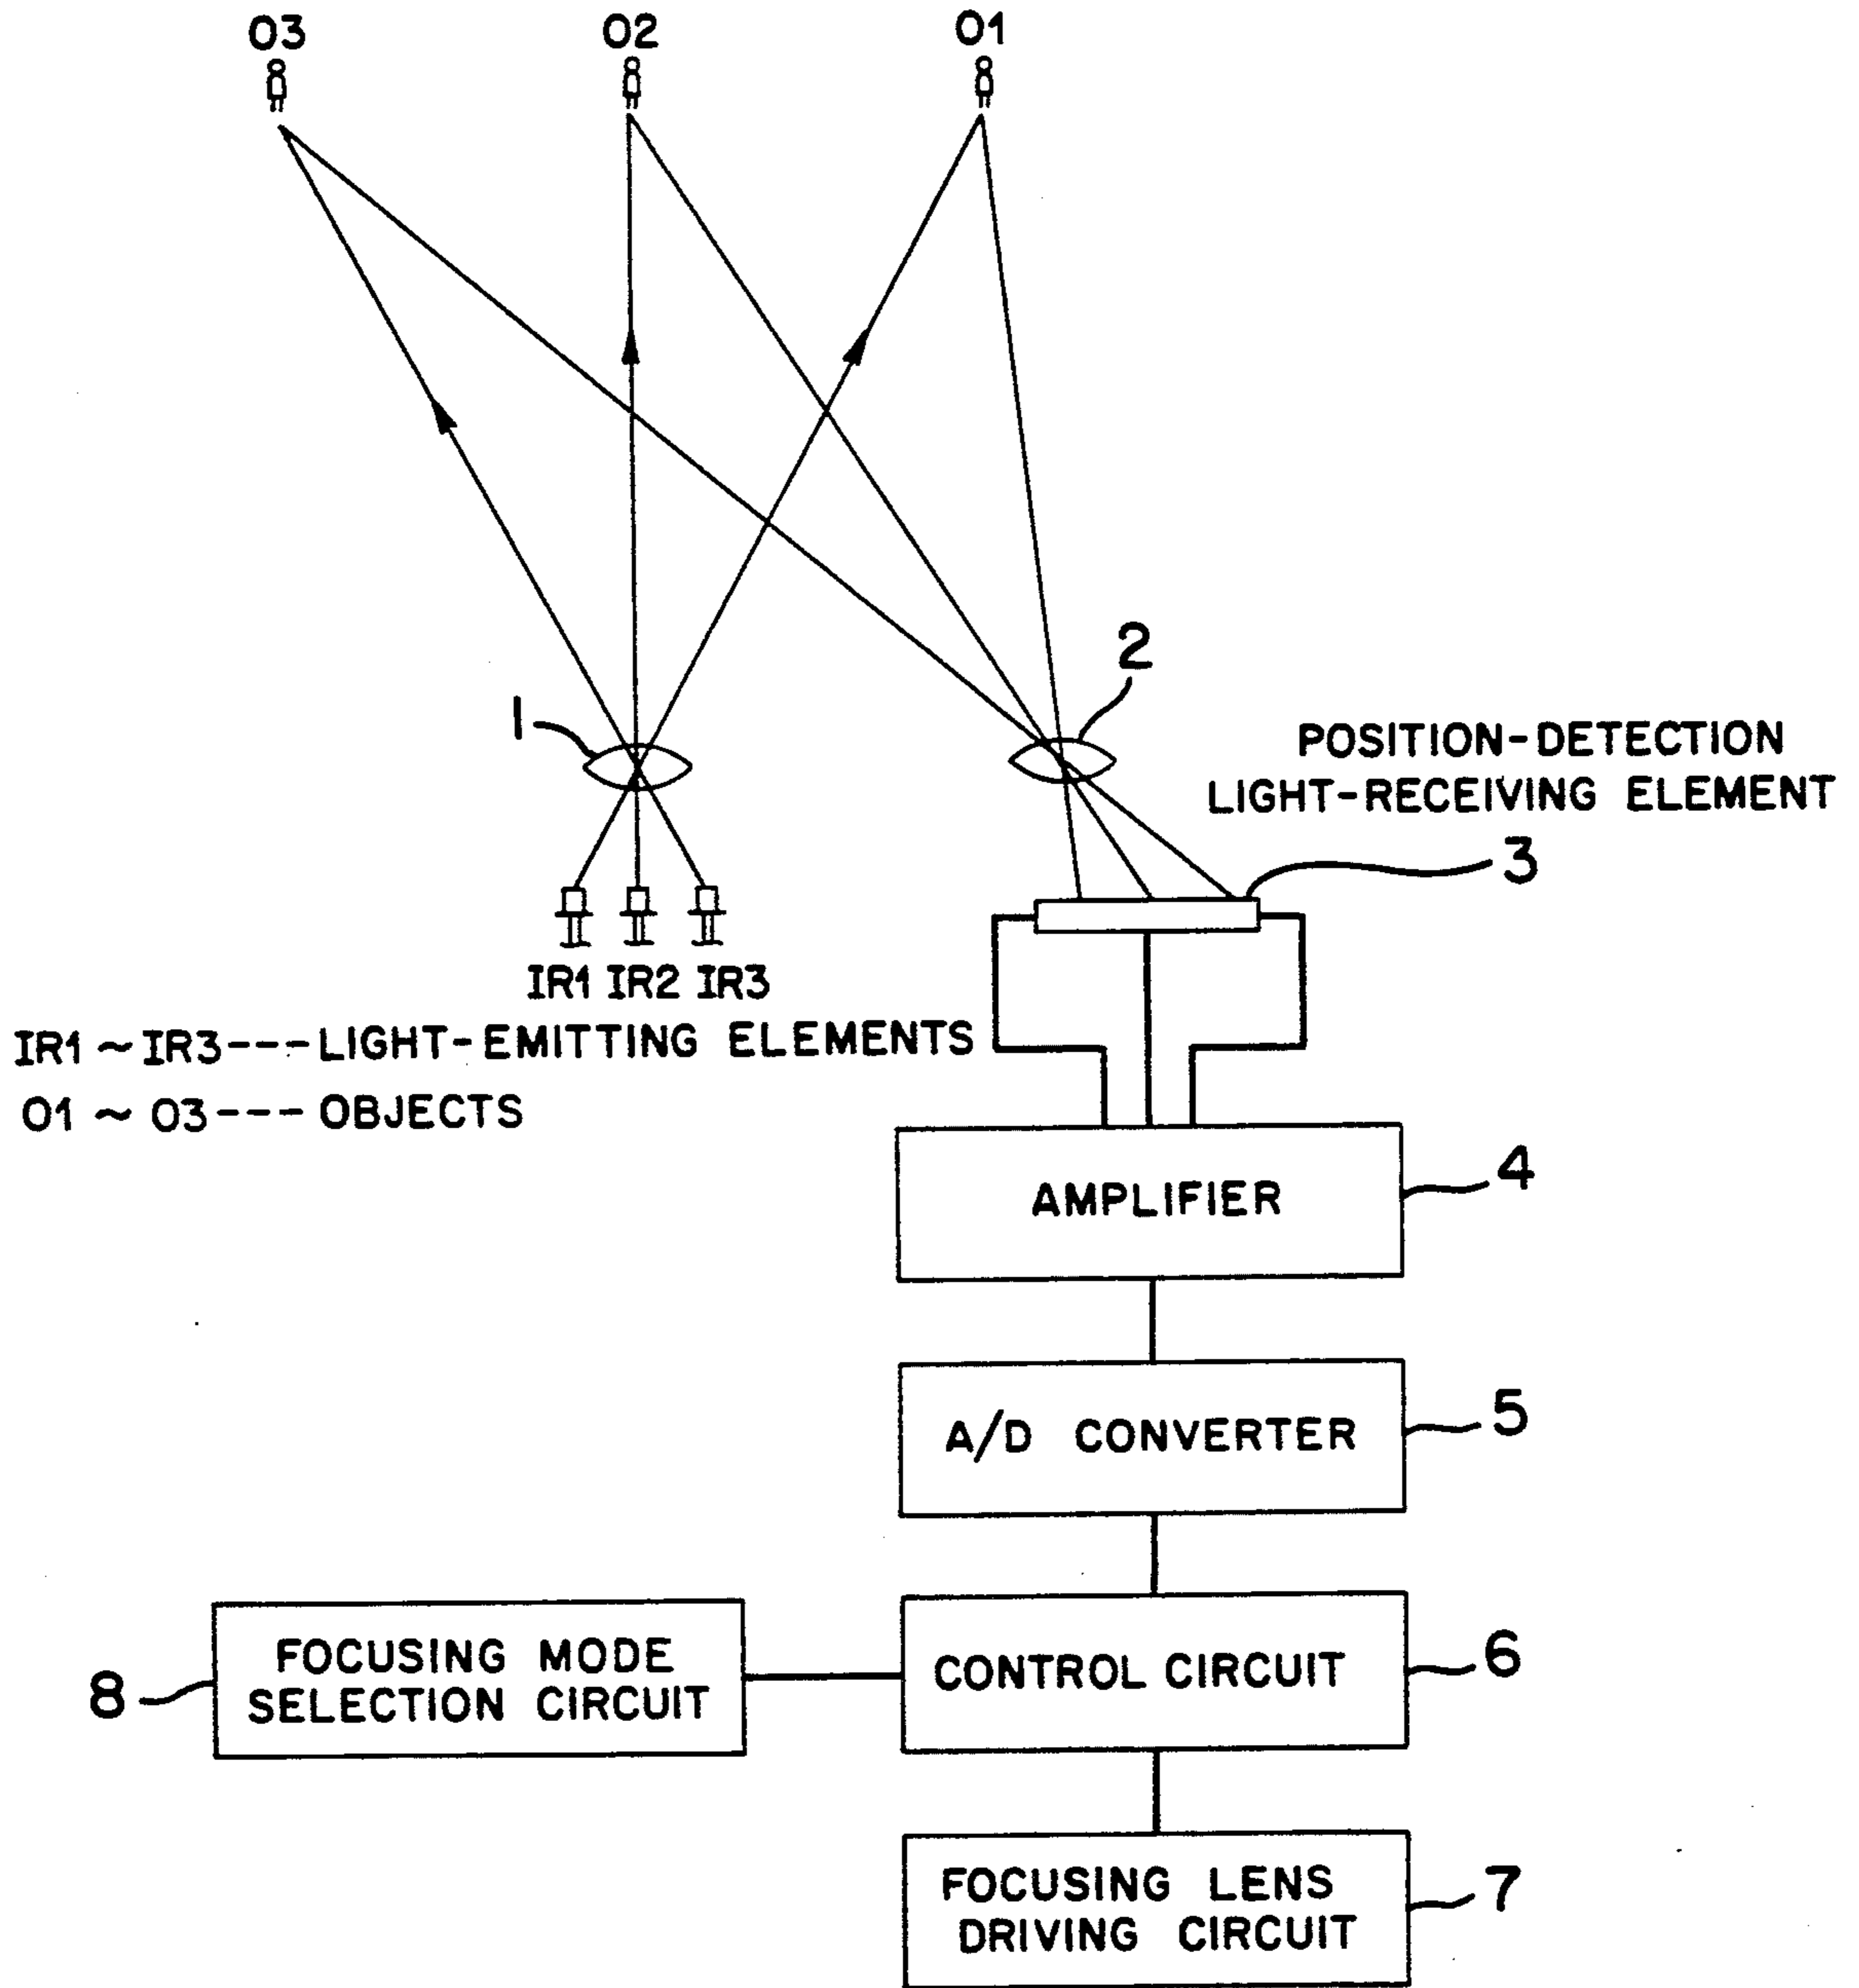 O3 O2 O1
1
2
POSITION-DETECTION
LIGHT-RECEIVING ELEMENT
3
IR1 IR2 IR3
IR1 ~ IR3 --- LIGHT-EMITTING ELEMENTS
O1 ~ O3 --- OBJECTS
AMPLIFIER
4
A/D CONVERTER
5
FOCUSING MODE
SELECTION CIRCUIT
8
CONTROL CIRCUIT
6
FOCUSING LENS
DRIVING CIRCUIT
7